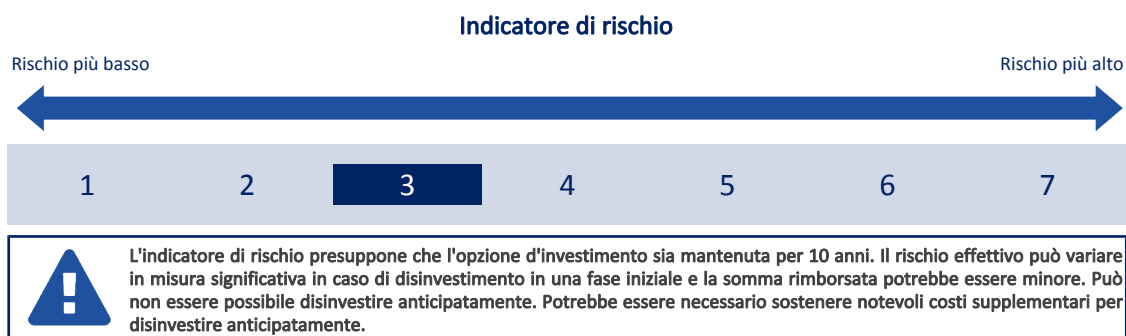 Indicatore di rischio
Rischio più basso
Rischio più alto
1 2 3 4 5 6 7
L'indicatore di rischio presuppone che l'opzione d'investimento sia mantenuta per 10 anni. Il rischio effettivo può variare
in misura significativa in caso di disinvestimento in una fase iniziale e la somma rimborsata potrebbe essere minore. Può
non essere possibile disinvestire anticipatamente. Potrebbe essere necessario sostenere notevoli costi supplementari per
disinvestire anticipatamente.